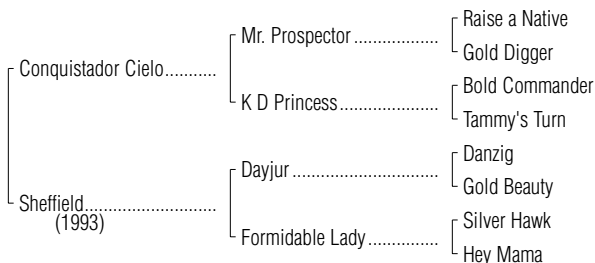 Raise a Native
Mr. Prospector ..................
Gold Digger
Conquistador Cielo...........
Bold Commander
K D Princess.....................
Tammy's Turn
Danzig
Dayjur ...............................
Gold Beauty
Sheffield............................
(1993)
Silver Hawk
Formidable Lady...............
Hey Mama